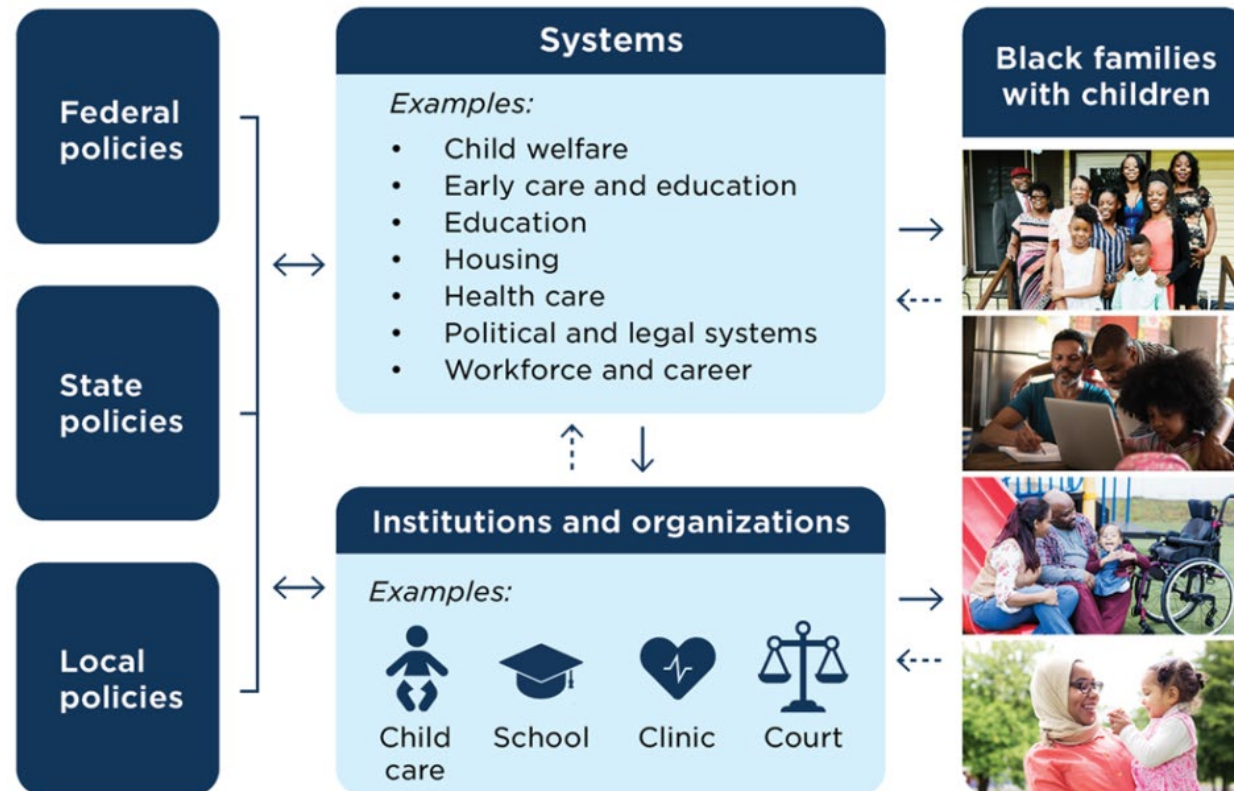 Federal
policies
State
policies
Local
policies
Systems
Examples:
• Child welfare
• Early care and education
• Education
• Housing
• Health care
• Political and legal systems
• Workforce and career
Institutions and organizations
Examples:
Child
care
School
Clinic
Court
Black families
with children